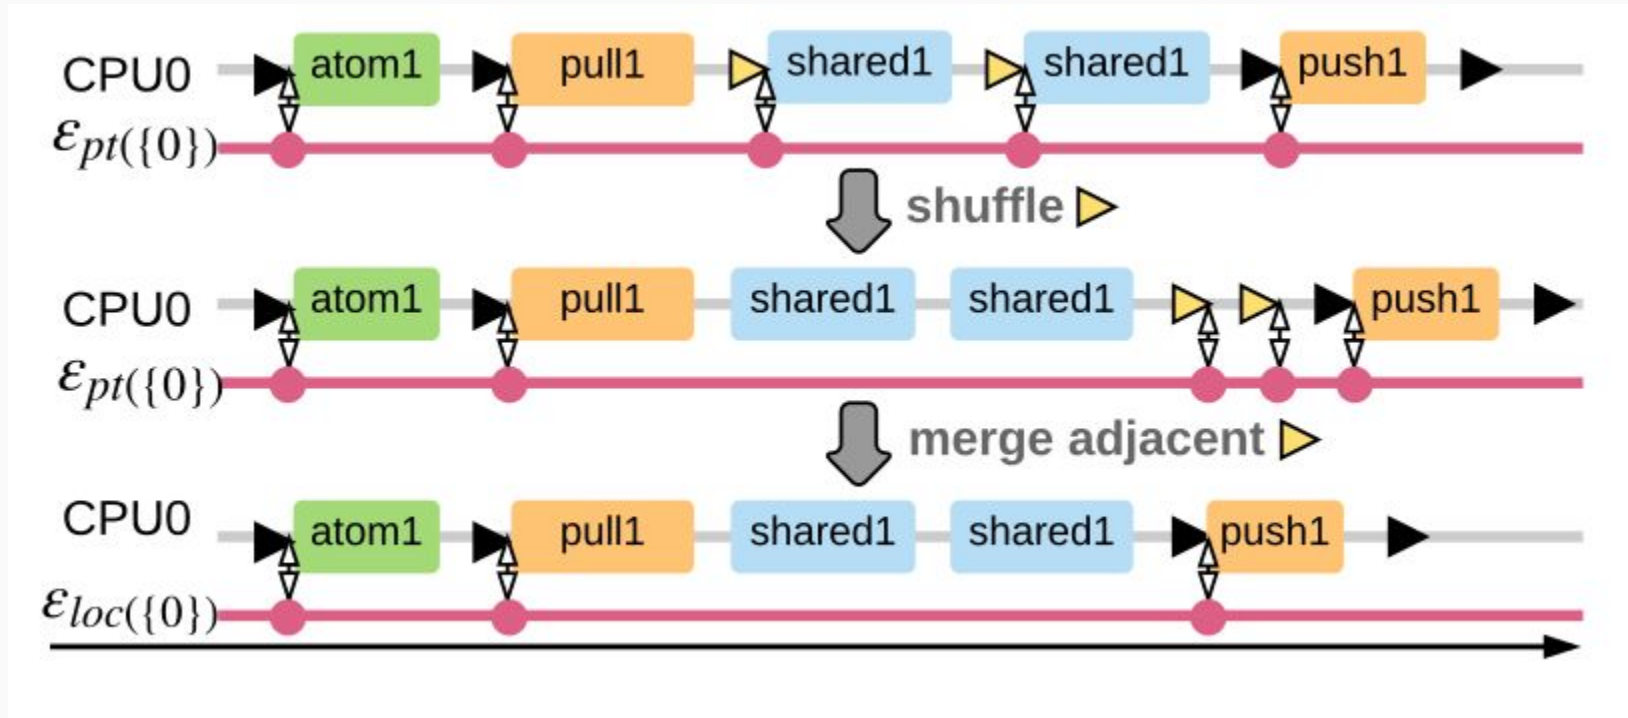 CPU0 atom1 pull1 shared1 shared1 push1
εpt({0})
shuffle
CPU0 atom1 pull1 shared1 shared1 push1
εpt({0})
merge adjacent
CPU0 atom1 pull1 shared1 shared1 push1
εloc({0})